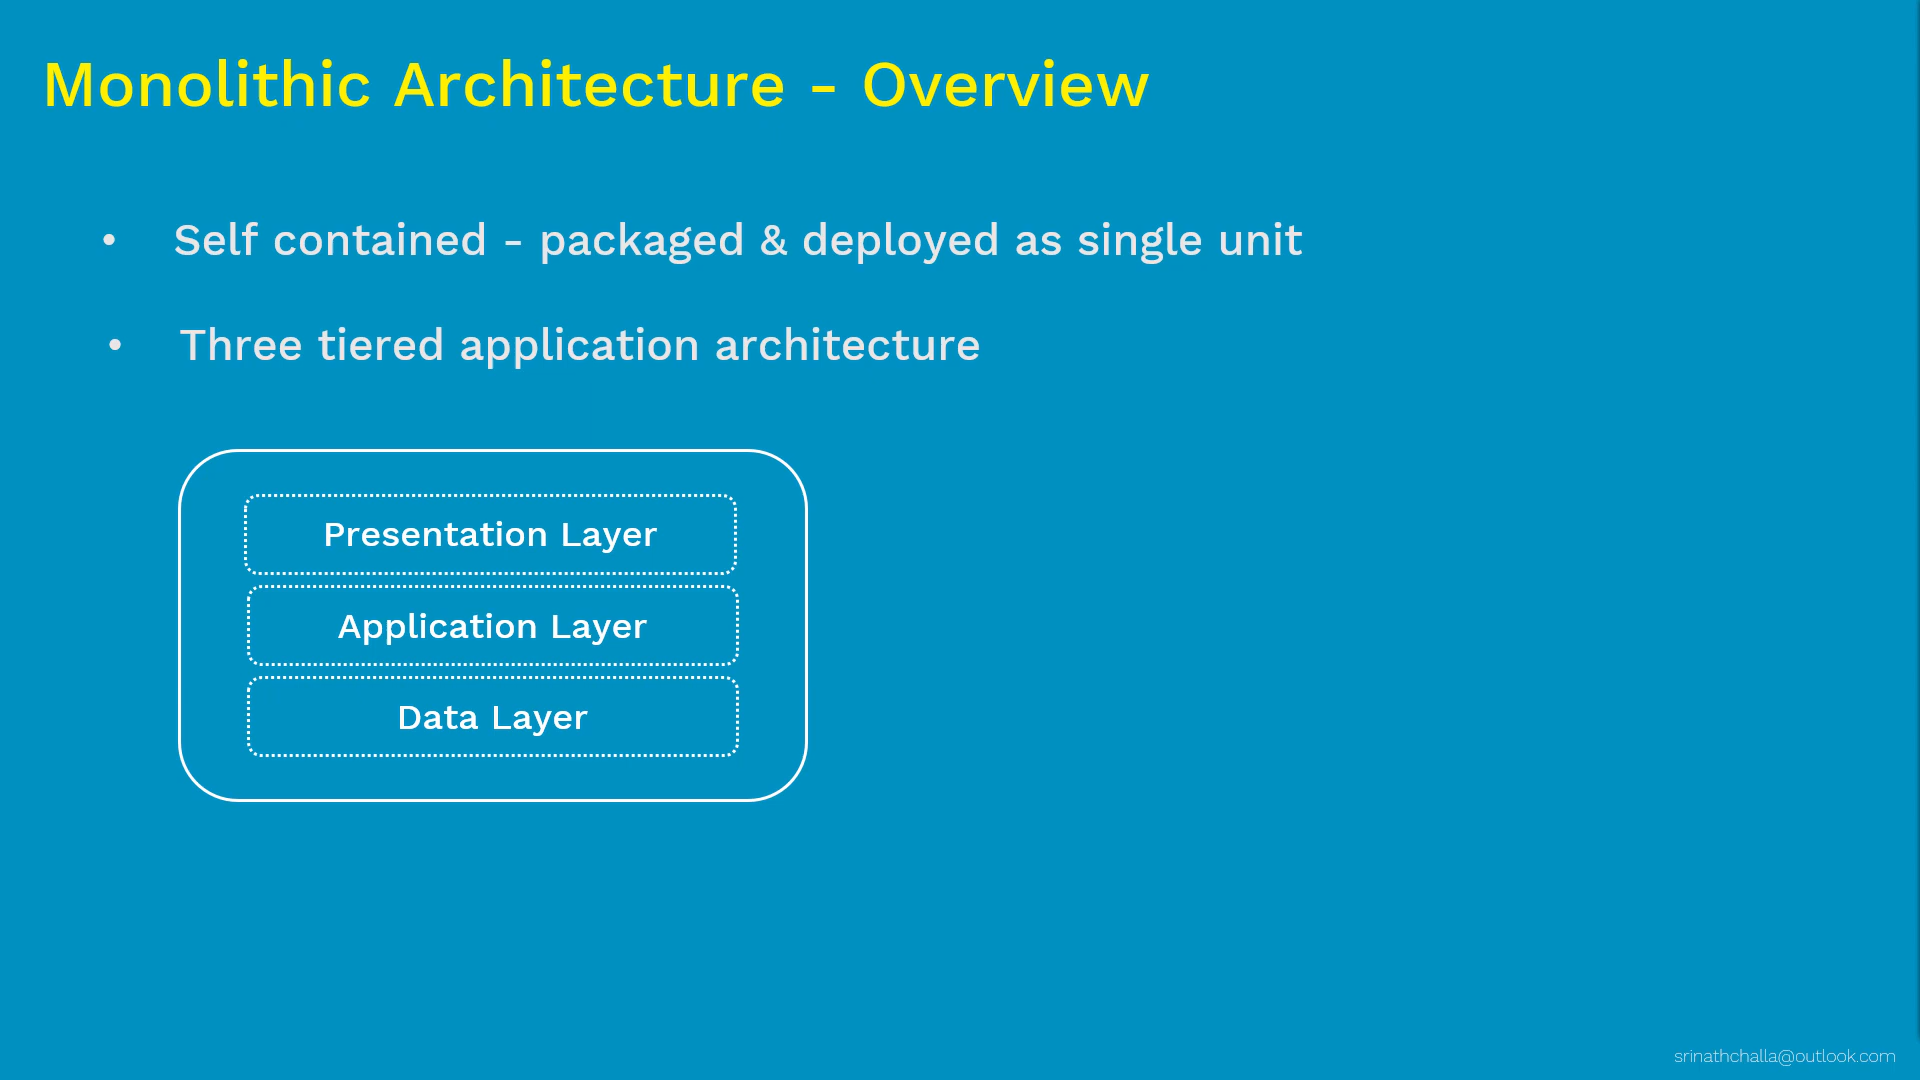 Monolithic Architecture - Overview
• Self contained - packaged & deployed as single unit
• Three tiered application architecture
Presentation Layer
Application Layer
Data Layer
srinathchalla@outlook.com